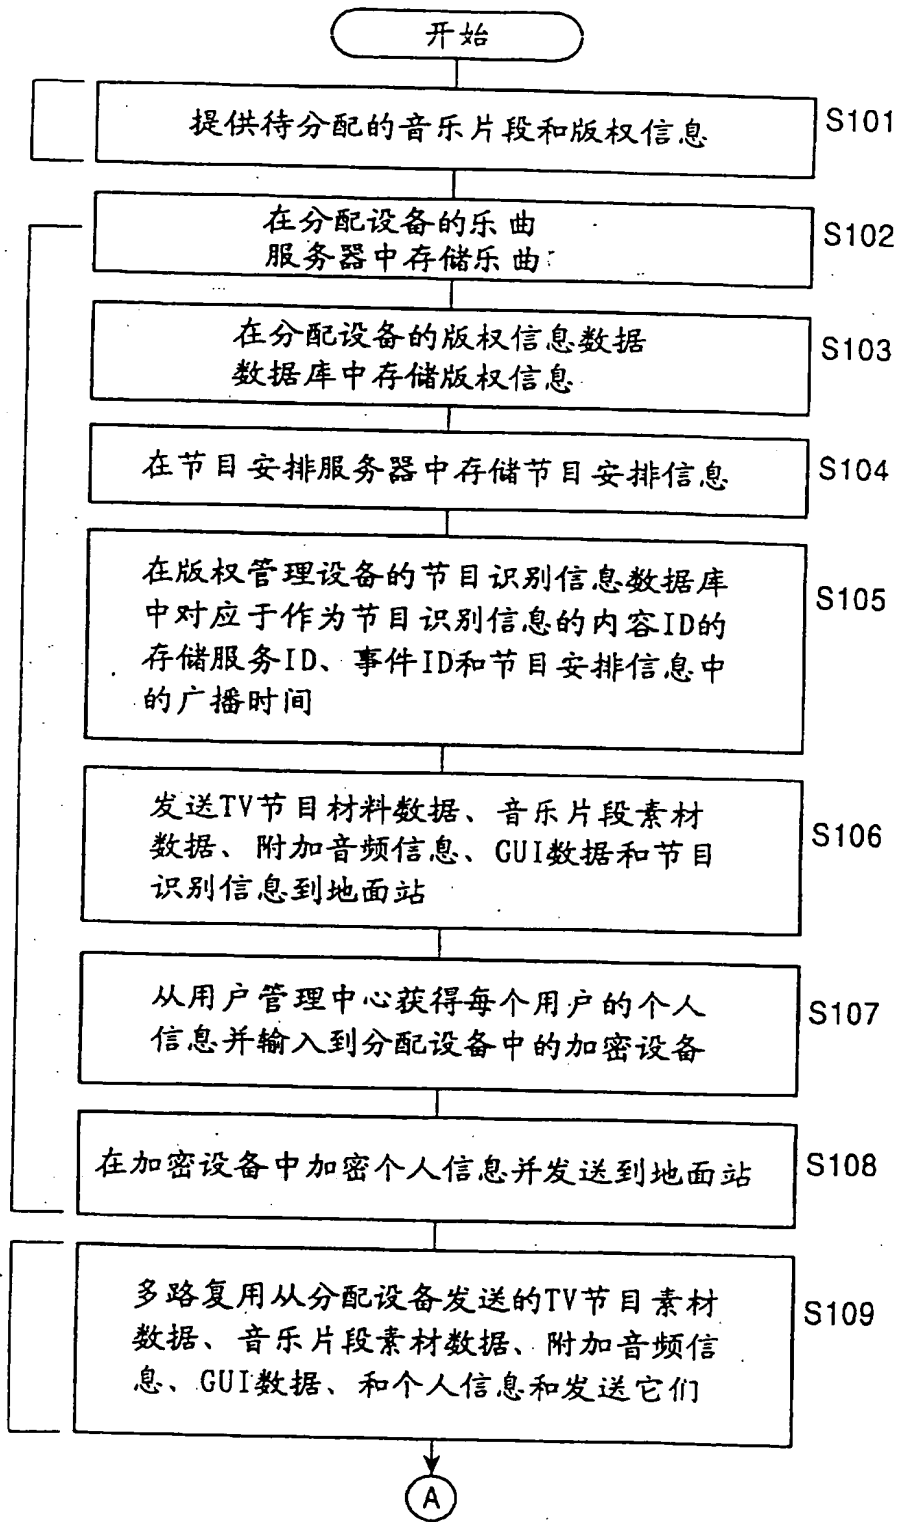 开始
提供待分配的音乐片段和版权信息
S101
在分配设备的乐曲
服务器中存储乐曲
S102
在分配设备的版权信息数据
数据库中存储版权信息
S103
在节目安排服务器中存储节目安排信息
S104
在版权管理设备的节目识别信息数据库
中对应于作为节目识别信息的内容ID的
存储服务ID、事件ID和节目安排信息中
的广播时间
S105
发送TV节目材料数据、音乐片段素材
数据、附加音频信息、GUI数据和节目
识别信息到地面站
S106
从用户管理中心获得每个用户的个人
信息并输入到分配设备中的加密设备
S107
在加密设备中加密个人信息并发送到地面站
S108
多路复用从分配设备发送的TV节目素材
数据、音乐片段素材数据、附加音频信
息、GUI数据、和个人信息和发送它们
S109
A